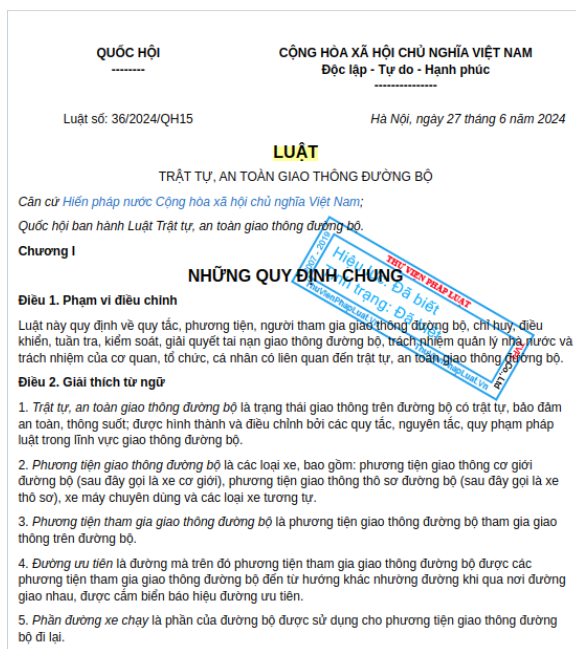 QUỐC HỘI
--------
CỘNG HÒA XÃ HỘI CHỦ NGHĨA VIỆT NAM
Độc lập - Tự do - Hạnh phúc
---------------
Luật số: 36/2024/QH15
Hà Nội, ngày 27 tháng 6 năm 2024
LUẬT
TRẬT TỰ, AN TOÀN GIAO THÔNG ĐƯỜNG BỘ
Căn cứ Hiến pháp nước Cộng hòa xã hội chủ nghĩa Việt Nam;
Quốc hội ban hành Luật Trật tự, an toàn giao thông đường bộ.
Chương I
NHỮNG QUY ĐỊNH CHUNG
Điều 1. Phạm vi điều chỉnh
Luật này quy định về quy tắc, phương tiện, người tham gia giao thông đường bộ, chỉ huy, điều
khiển, tuần tra, kiểm soát, giải quyết tai nạn giao thông đường bộ, trách nhiệm quản lý nhà nước và
trách nhiệm của cơ quan, tổ chức, cá nhân có liên quan đến trật tự, an toàn giao thông đường bộ.
Điều 2. Giải thích từ ngữ
1. Trật tự, an toàn giao thông đường bộ là trạng thái giao thông trên đường bộ có trật tự, bảo đảm
an toàn, thông suốt; được hình thành và điều chỉnh bởi các quy tắc, nguyên tắc, quy phạm pháp
luật trong lĩnh vực giao thông đường bộ.
2. Phương tiện giao thông đường bộ là các loại xe, bao gồm: phương tiện giao thông cơ giới
đường bộ (sau đây gọi là xe cơ giới), phương tiện giao thông thô sơ đường bộ (sau đây gọi là xe
thô sơ), xe máy chuyên dùng và các loại xe tương tự.
3. Phương tiện tham gia giao thông đường bộ là phương tiện giao thông đường bộ tham gia giao
thông trên đường bộ.
4. Đường ưu tiên là đường mà trên đó phương tiện tham gia giao thông đường bộ được các
phương tiện tham gia giao thông đường bộ đến từ hướng khác nhường đường khi qua nơi đường
giao nhau, được cắm biển báo hiệu đường ưu tiên.
5. Phần đường xe chạy là phần của đường bộ được sử dụng cho phương tiện giao thông đường
bộ đi lại.
THƯ VIỆN PHÁP LUẬT
Hiệu lực: Đã biết
Tình trạng: Đã biết
ThuVienPhapLuat.Vn